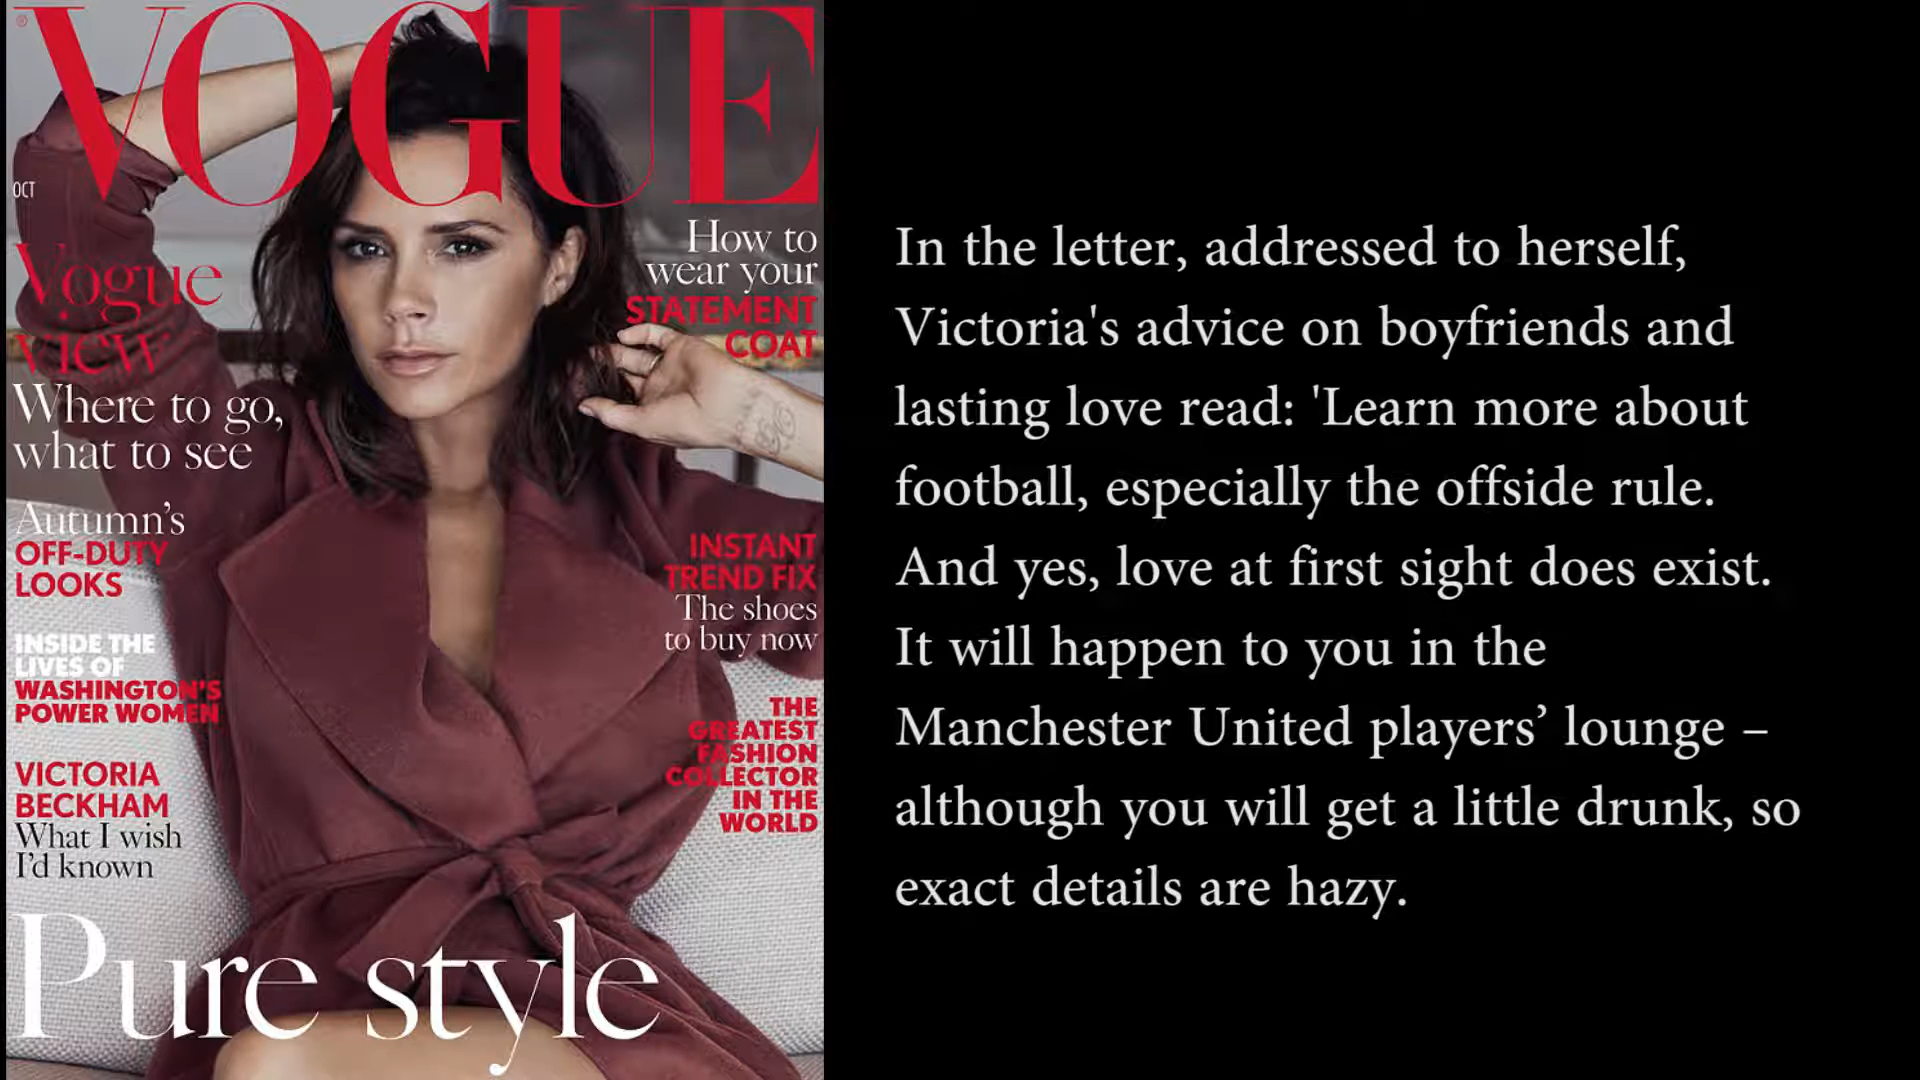 ®
VOGUE
OCT
Vogue
view
Where to go,
what to see
Autumn's
OFF-DUTY
LOOKS
INSIDE THE
LIVES OF
WASHINGTON'S
POWER WOMEN
VICTORIA
BECKHAM
What I wish
I'd known
Pure style
How to
wear your
STATEMENT
COAT
INSTANT
TREND FIX
The shoes
to buy now
THE
GREATEST
FASHION
COLLECTOR
IN THE
WORLD
In the letter, addressed to herself,
Victoria's advice on boyfriends and
lasting love read: 'Learn more about
football, especially the offside rule.
And yes, love at first sight does exist.
It will happen to you in the
Manchester United players’ lounge –
although you will get a little drunk, so
exact details are hazy.